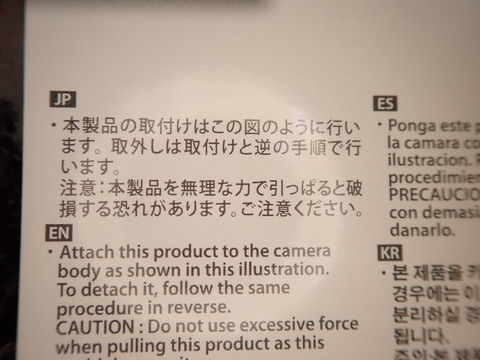 JP
・本製品の取付けはこの図のように行い
ます。取外しは取付けと逆の手順で行
います。
注意：本製品を無理な力で引っぱると破
損する恐れがあります。ご注意ください。
EN
・Attach this product to the camera
body as shown in this illustration.
To detach it, follow the same
procedure in reverse.
CAUTION : Do not use excessive force
when pulling this product as this
ES
・Ponga este
la camara
ilustracion.
procedimien
PRECAUCIO
con demasi
danarlo.
KR
・본 제품을
경우에는
분리하실
됩니다.